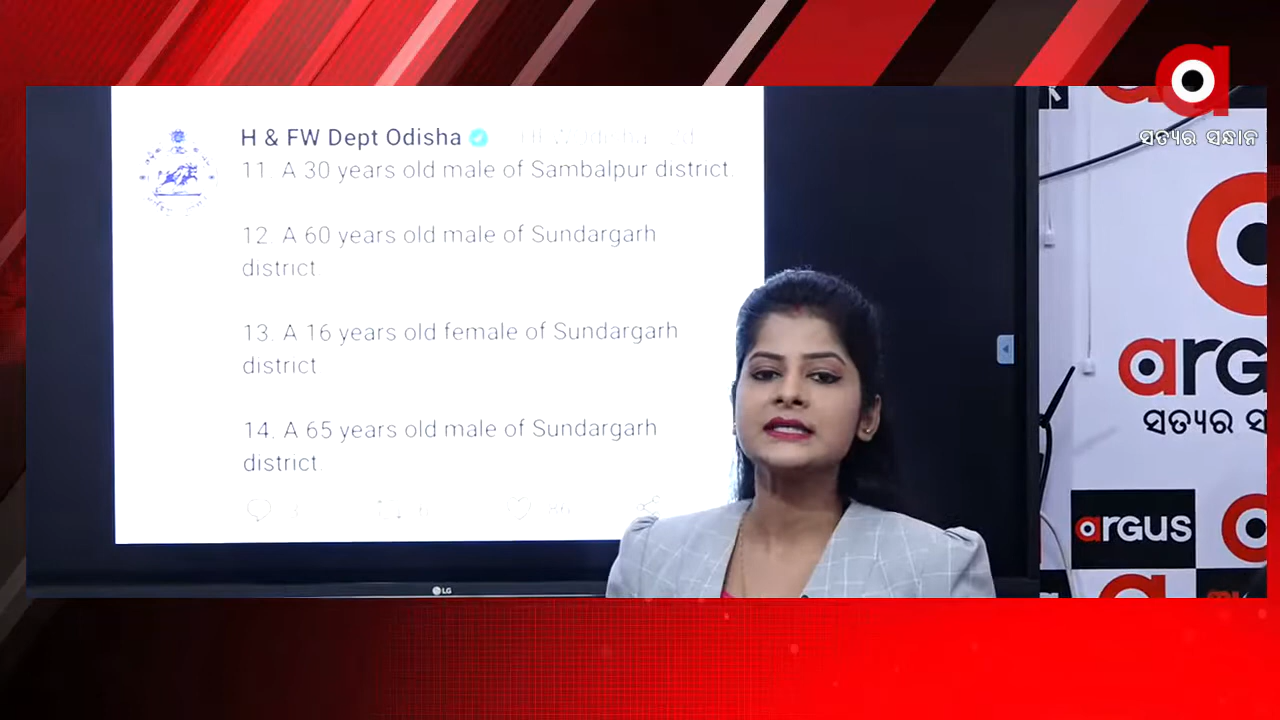 H & FW Dept Odisha
11. A 30 years old male of Sambalpur district.
12. A 60 years old male of Sundargarh
district
13. A 16 years old female of Sundargarh
district
14. A 65 years old male of Sundargarh
district.
LG
ସତ୍ୟର ସନ୍ଧାନ
argus
ସତ୍ୟର
argus